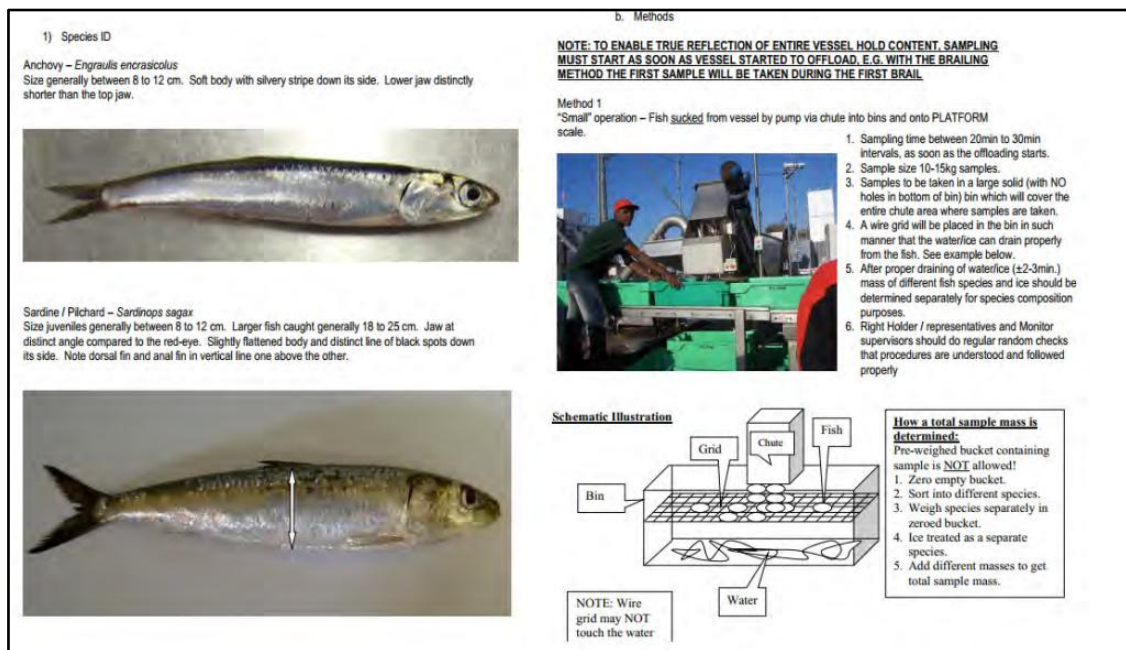 1) Species ID
Anchovy – Engraulis encrasicolus
Size generally between 8 to 12 cm. Soft body with silvery stripe down its side. Lower jaw distinctly
shorter than the top jaw.
Sardine / Pilchard – Sardinops sagax
Size juveniles generally between 8 to 12 cm. Larger fish caught generally 18 to 25 cm. Jaw at
distinct angle compared to the red-eye. Slightly flattened body and distinct line of black spots down
its side. Note dorsal fin and anal fin in vertical line one above the other.
b. Methods
NOTE: TO ENABLE TRUE REFLECTION OF ENTIRE VESSEL HOLD CONTENT, SAMPLING
MUST START AS SOON AS VESSEL STARTED TO OFFLOAD, E.G. WITH THE BRAILING
METHOD THE FIRST SAMPLE WILL BE TAKEN DURING THE FIRST BRAIL
Method 1
"Small" operation – Fish sucked from vessel by pump via chute into bins and onto PLATFORM
scale.
1. Sampling time between 20min to 30min
intervals, as soon as the offloading starts.
2. Sample size 10-15kg samples.
3. Samples to be taken in a large solid (with NO
holes in bottom of bin) bin which will cover the
entire chute area where samples are taken.
4. A wire grid will be placed in the bin in such
manner that the water/ice can drain properly
from the fish. See example below.
5. After proper draining of water/ice (±2-3min.)
mass of different fish species and ice should be
determined separately for species composition
purposes.
6. Right Holder / representatives and Monitor
supervisors should do regular random checks
that procedures are understood and followed
properly
Schematic Illustration
Grid
Chute
Fish
Bin
Water
NOTE: Wire
grid may NOT
touch the water
How a total sample mass is
determined:
Pre-weighed bucket containing
sample is NOT allowed!
1. Zero empty bucket.
2. Sort into different species.
3. Weigh species separately in
zeroed bucket.
4. Ice treated as a separate
species.
5. Add different masses to get
total sample mass.